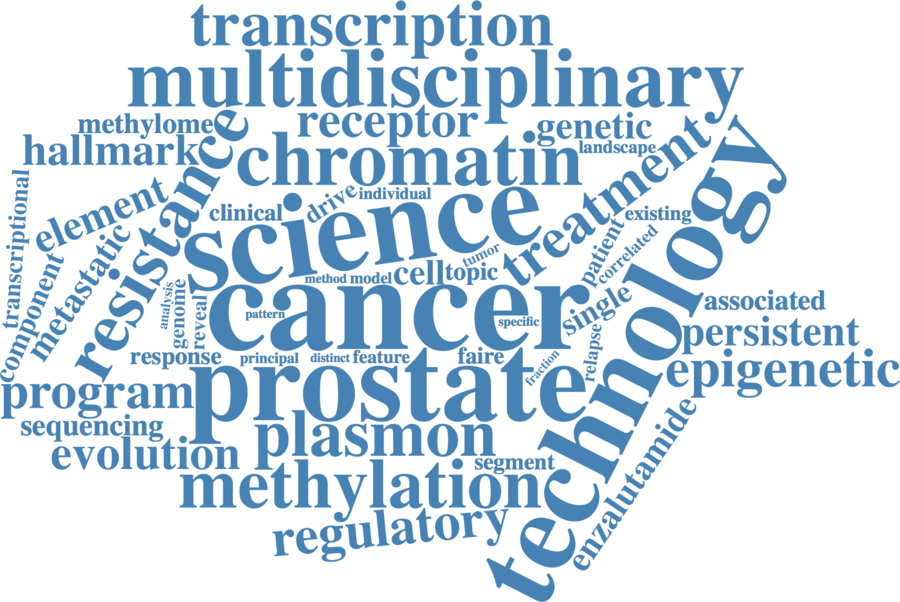 transcription
multidisciplinary
methylome
receptor
genetic
hallmark
chromatin
landscape
resistance
treatment
technology
transcriptional
element
clinical
drive
individual
science
existing
patient
correlated
metastatic
component
tumor
method
model
cell
topic
analysis
genome
reveal
pattern
cancer
specific
single
associated
persistent
response
principal
distinct
feature
faire
fraction
relapse
epigenetic
program
prostate
sequencing
plasmon
evolution
segment
enzalutamide
methylation
regulatory